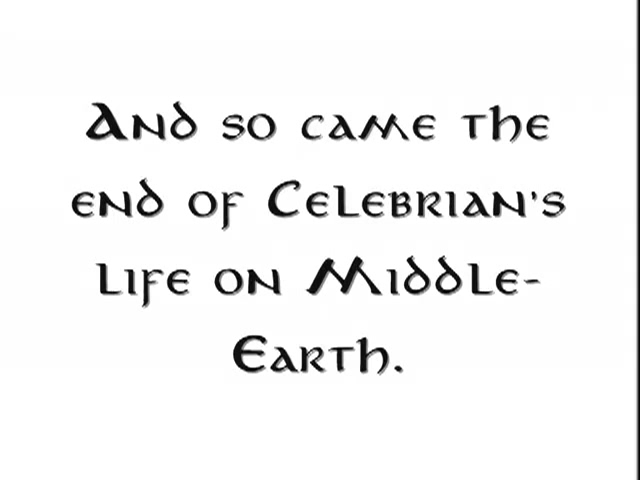 And so came the
end of Celebrian's
life on Middle-
Earth.